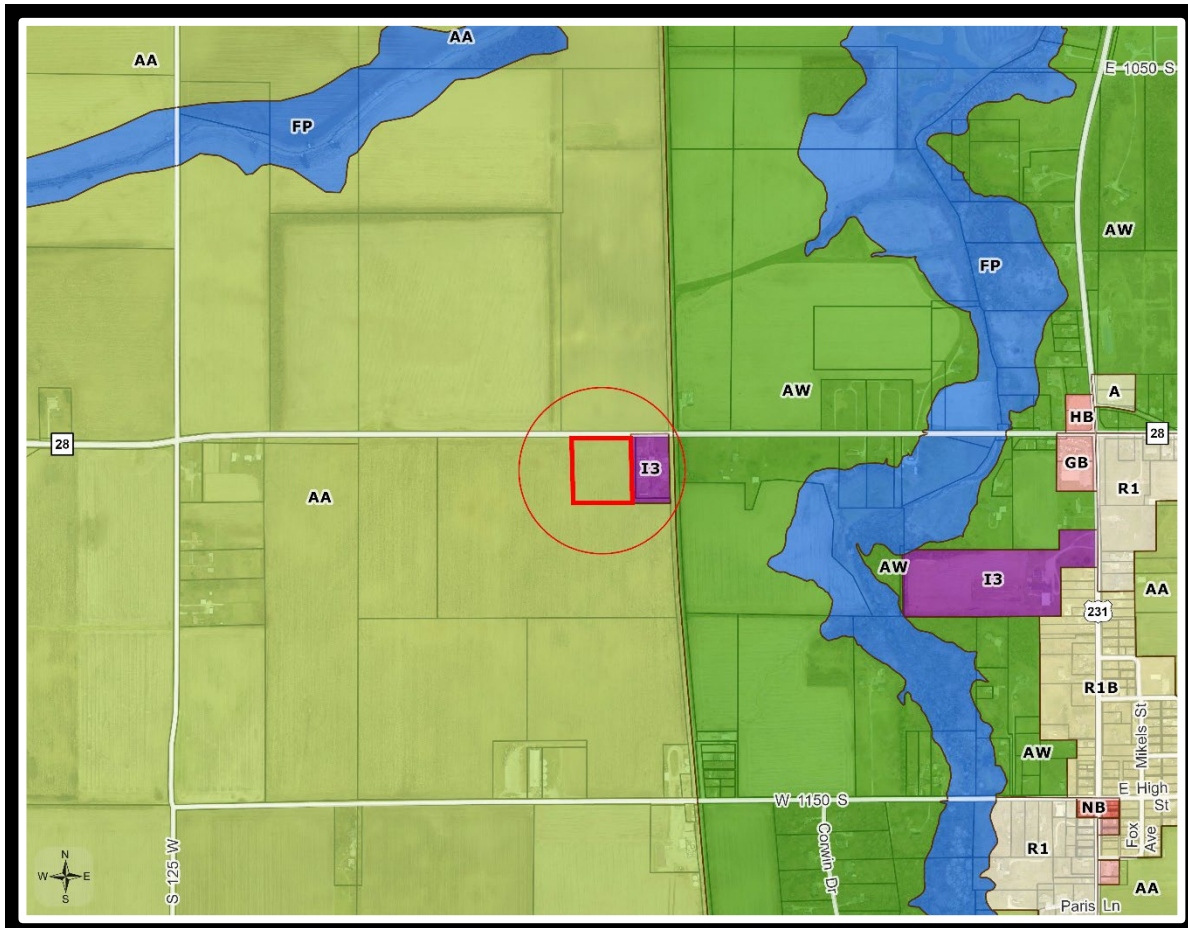 AA
AA
E 1050 S
FP
AW
FP
AW
A
HB
28
28
GB
I3
R1
AA
AW
I3
AA
231
R1B
Mikels St
AW
E High
St
W 1150 S
NB
Fox
Ave
Corwin Dr
R1
S 125 W
N
W E
S
AA
Paris Ln